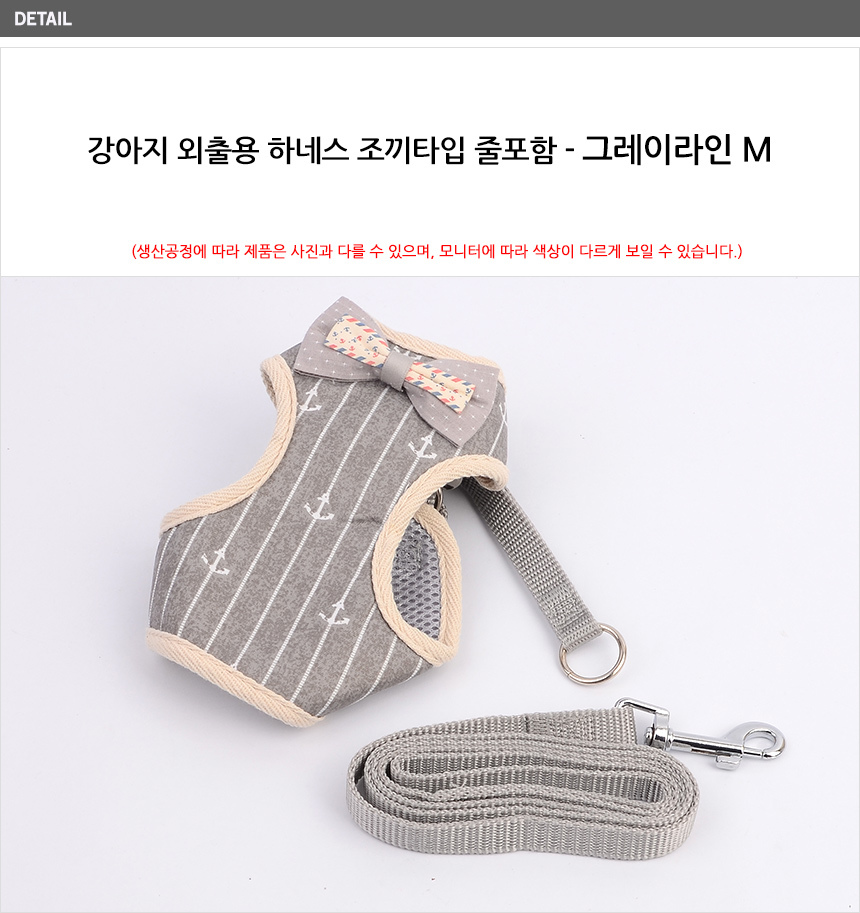 DETAIL
강아지 외출용 하네스 조끼타입 줄포함 - 그레이라인 M
(생산공정에 따라 제품은 사진과 다를 수 있으며, 모니터에 따라 색상이 다르게 보일 수 있습니다.)